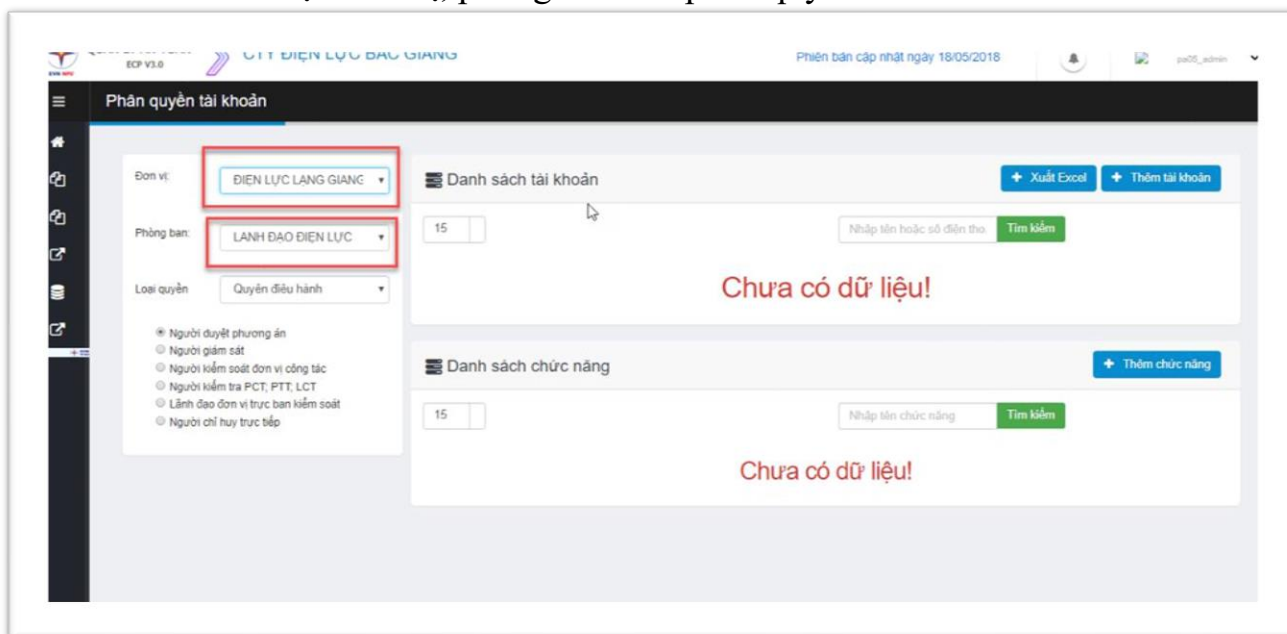 ECP V3.0
CTY ĐIỆN LỰC BẮC GIANG
Phiên bản cập nhật ngày 18/05/2018
pa05_admin
Phân quyền tài khoản
Đơn vị:
ĐIỆN LỰC LẠNG GIANG
Phòng ban:
LÃNH ĐẠO ĐIỆN LỰC
Loại quyền
Quyền điều hành
Người duyệt phương án
Người giám sát
Người kiểm soát đơn vị công tác
Người kiểm tra PCT; PTT; LCT
Lãnh đạo đơn vị trực ban kiểm soát
Người chỉ huy trực tiếp
Danh sách tài khoản
+ Xuất Excel
+ Thêm tài khoản
15
Nhập tên hoặc số điện tho
Tìm kiếm
Chưa có dữ liệu!
Danh sách chức năng
+ Thêm chức năng
15
Nhập tên chức năng
Tìm kiếm
Chưa có dữ liệu!